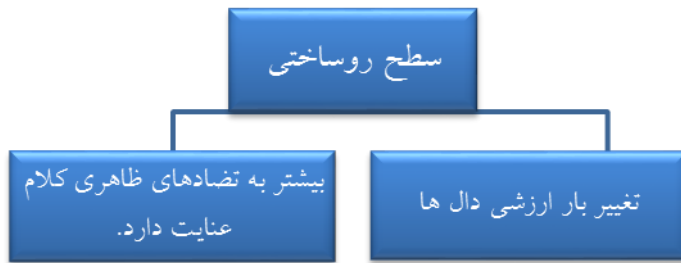 سطح روساختی
تغییر بار ارزشی دال ها
بیشتر به تضادهای ظاهری کلام
عنایت دارد.